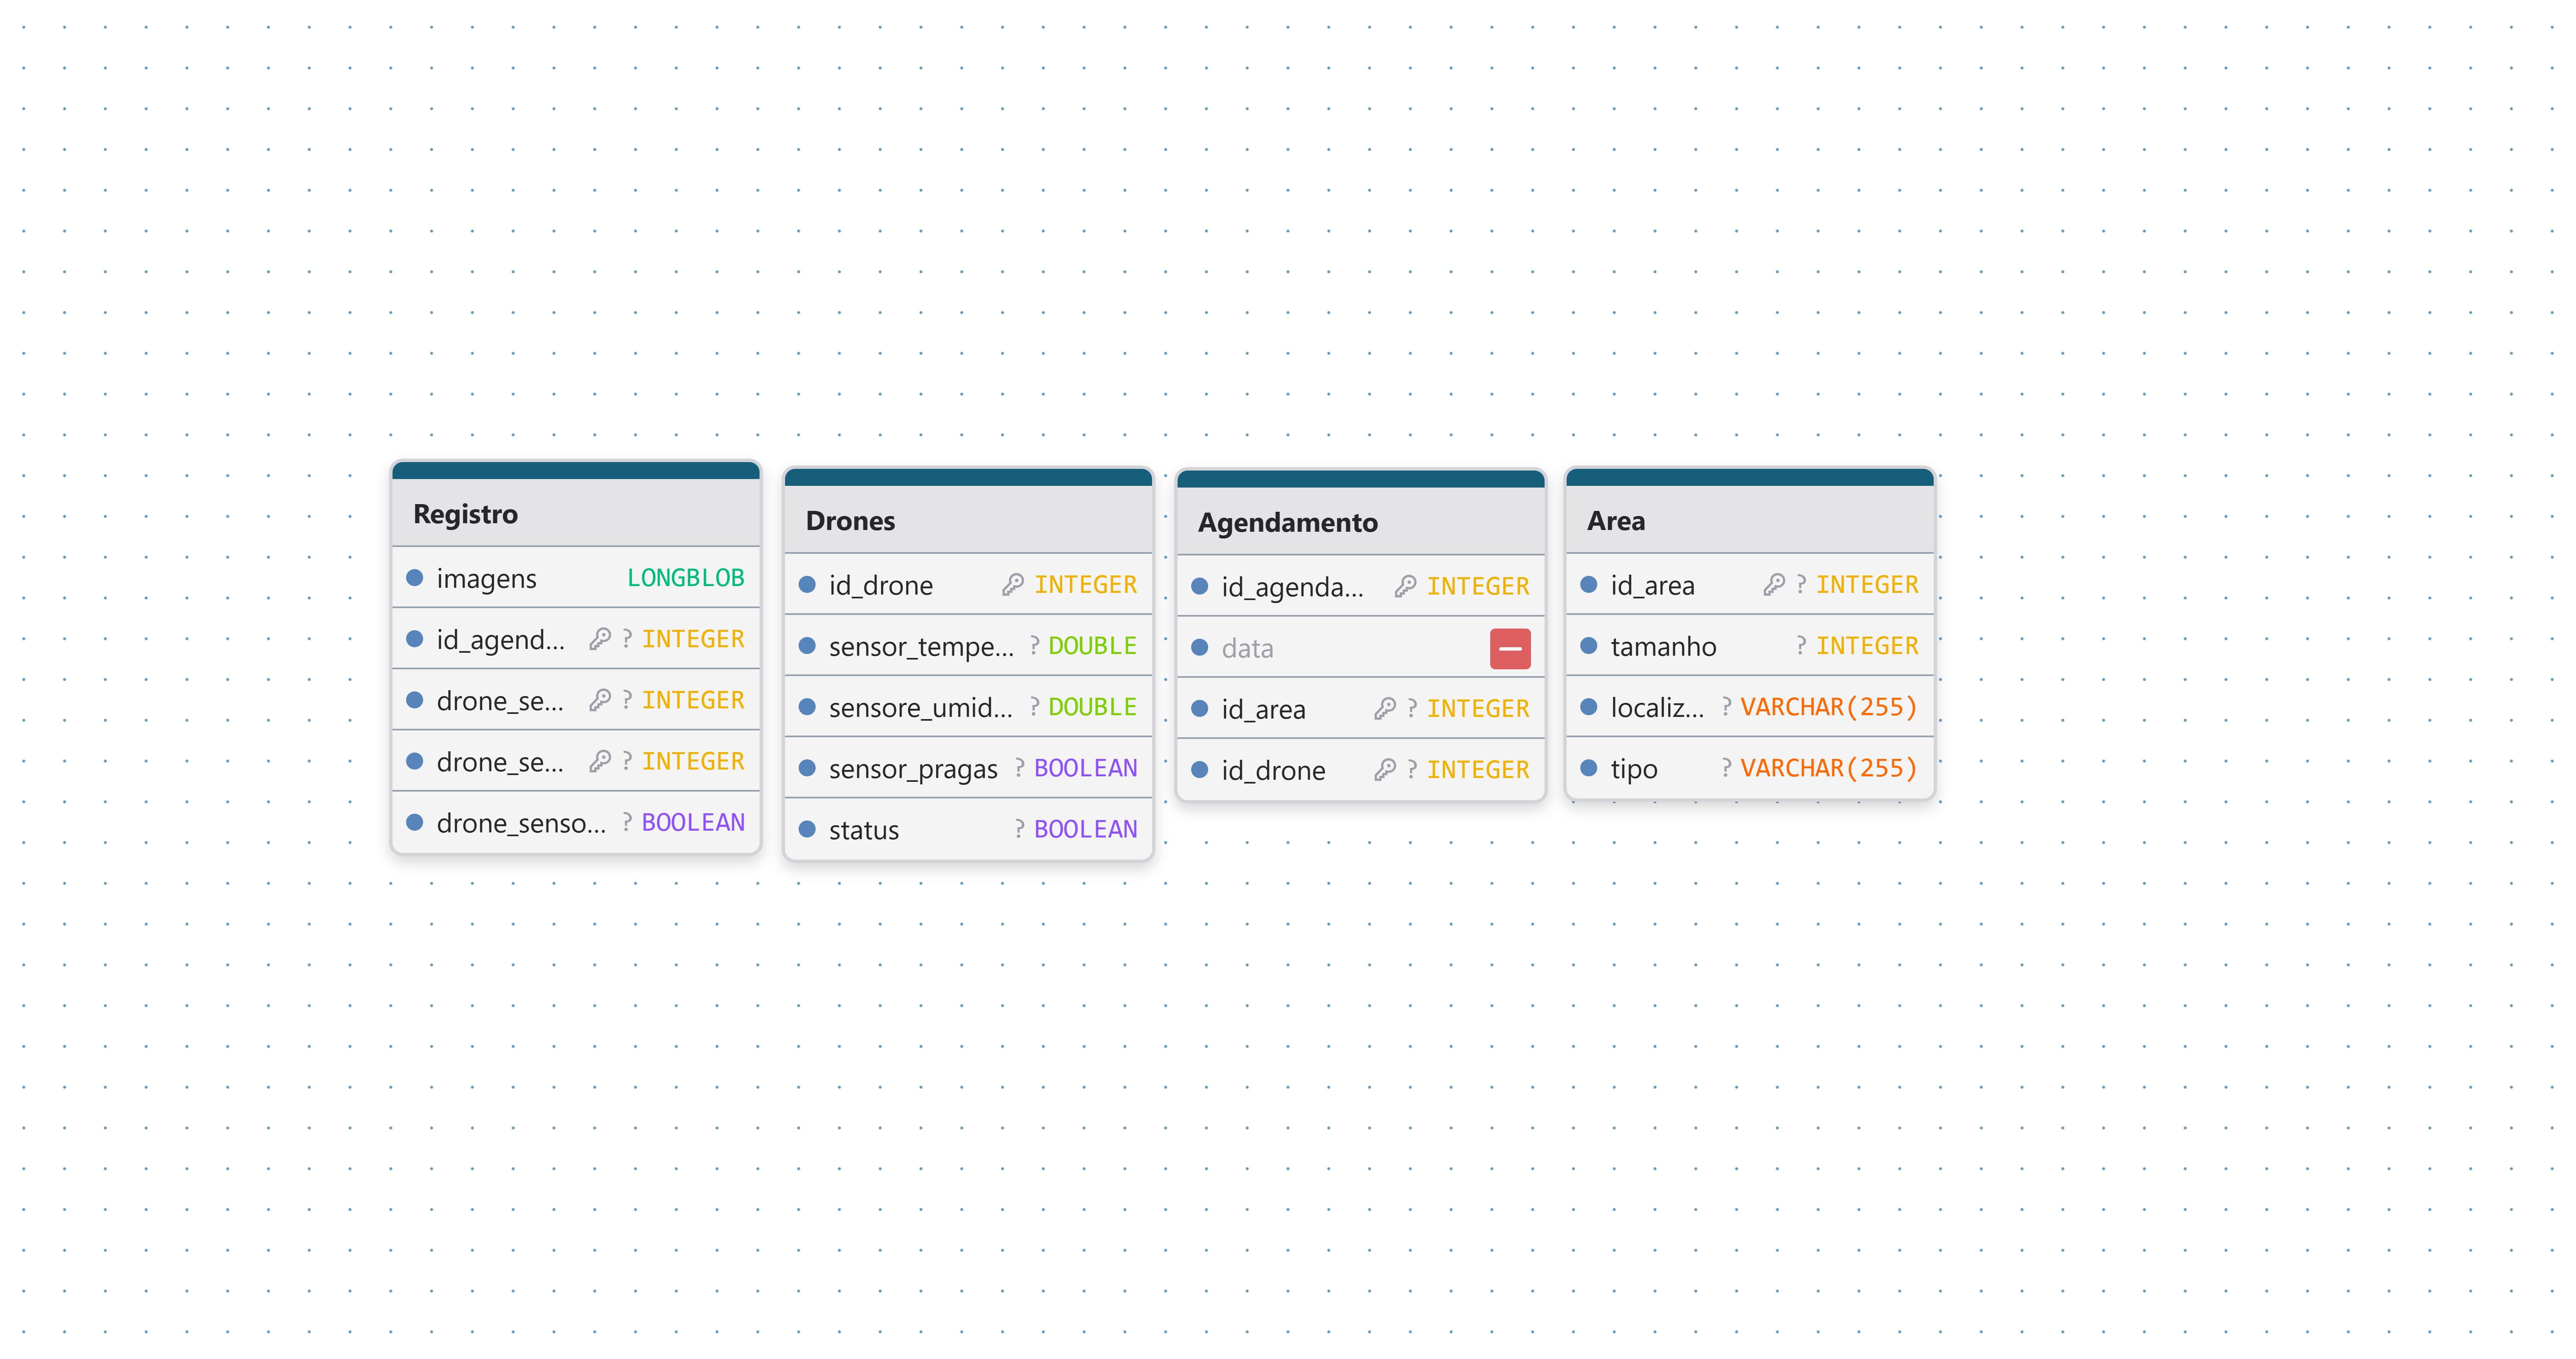 Registro
imagens LONGBLOB
id_agend... ? INTEGER
drone_se... ? INTEGER
drone_se... ? INTEGER
drone_senso... ? BOOLEAN
Drones
id_drone INTEGER
sensor_tempe... ? DOUBLE
sensore_umid... ? DOUBLE
sensor_pragas ? BOOLEAN
status ? BOOLEAN
Agendamento
id_agenda... INTEGER
data
id_area ? INTEGER
id_drone ? INTEGER
Area
id_area ? INTEGER
tamanho ? INTEGER
localiz... ? VARCHAR(255)
tipo ? VARCHAR(255)